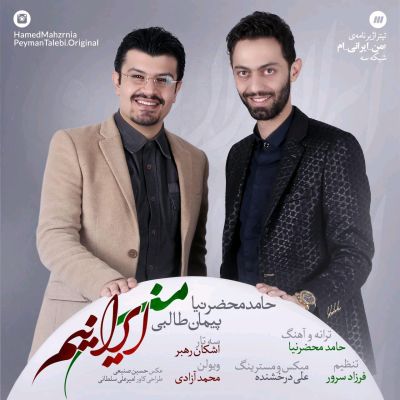 HamedMahzrnia
PeymanTalebi.Original
تیتراژ برنامه‌ی
من.ایرانی.ام
شبکه سه
من ایرانیم
حامد محضرنیا
پیمان طالبی
ترانه و آهنگ
حامد محضرنیا
سه تار
اشکان رهبر
تنظیم
فرزاد سرور
میکس و مسترینگ
علی درخشنده
ویولن
محمد آزادی
عکس حسین صنیعی
طراحی کاور امیرعلی سلطانی